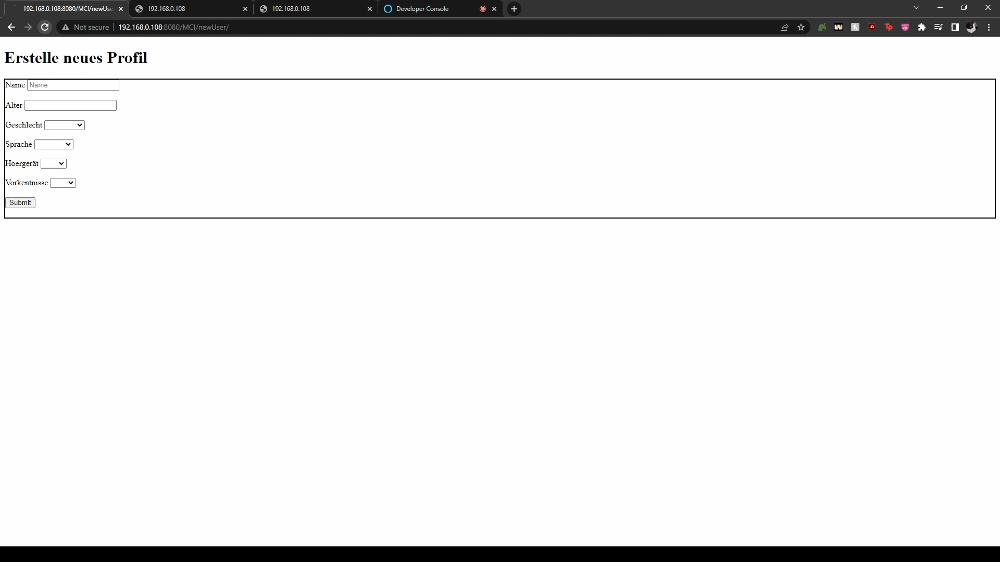 192.168.0.108:8080/MCI/newUse
192.168.0.108
192.168.0.108
Developer Console
Not secure
192.168.0.108:8080/MCI/newUser/
Erstelle neues Profil
Name Name
Alter
Geschlecht
Sprache
Hoergerät
Vorkentnisse
Submit